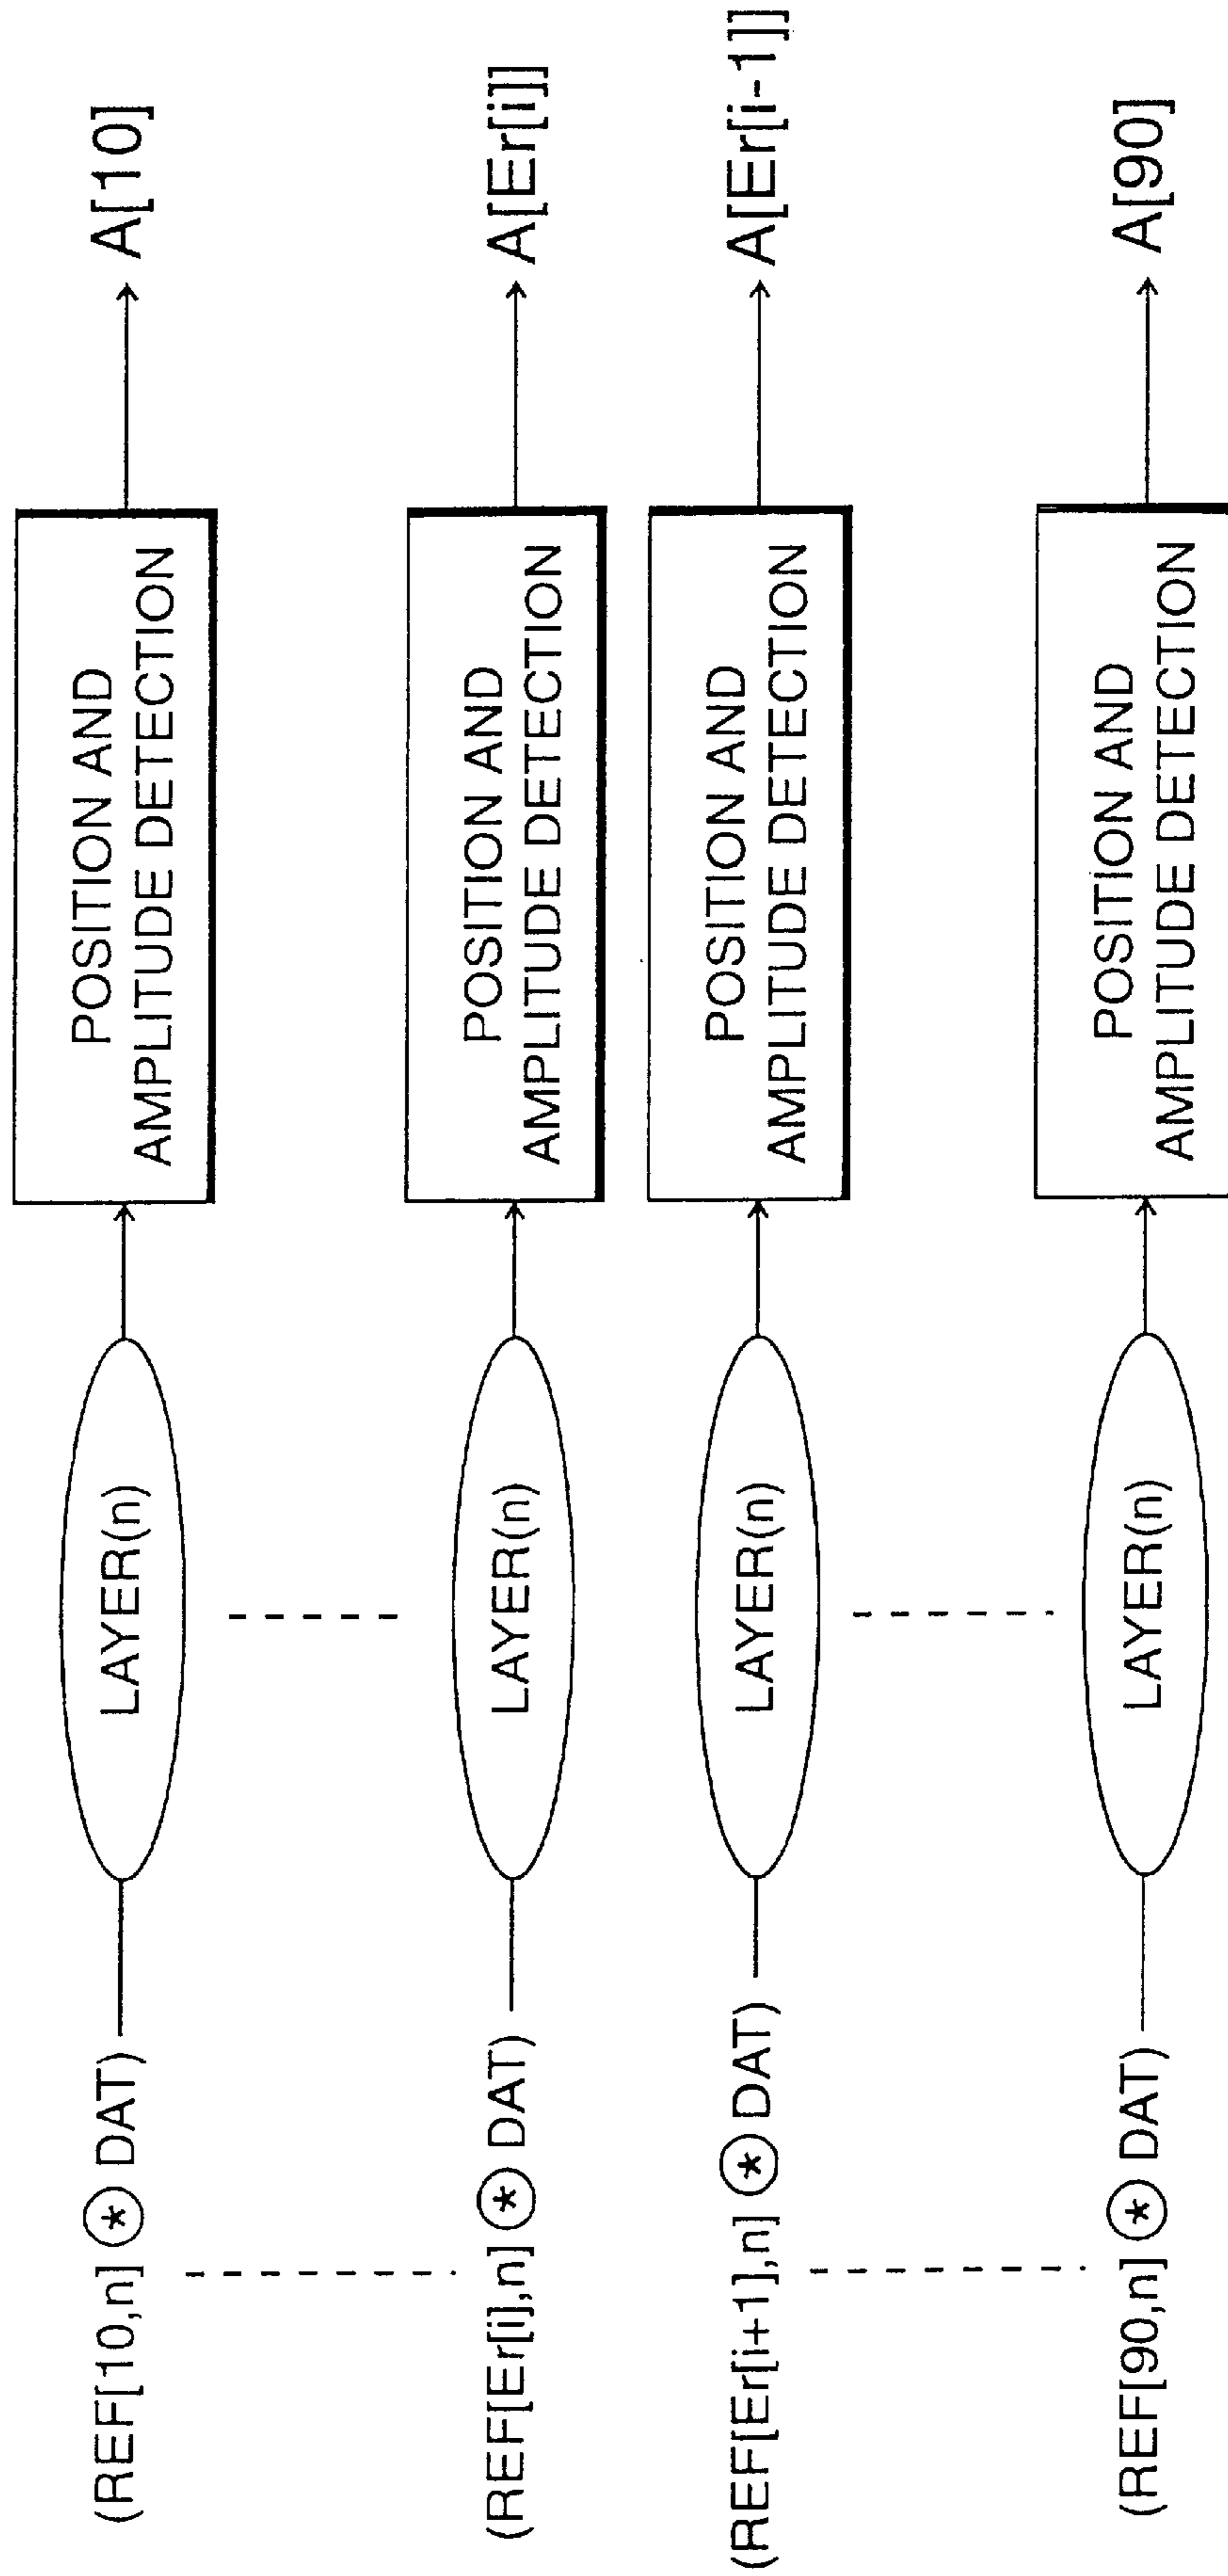 (REF[10,n] ⊛ DAT)
LAYER(n)
POSITION AND
AMPLITUDE DETECTION
A[10]
(REF[Er[i],n] ⊛ DAT)
LAYER(n)
POSITION AND
AMPLITUDE DETECTION
A[Er[i]]
(REF[Er[i+1],n] ⊛ DAT)
LAYER(n)
POSITION AND
AMPLITUDE DETECTION
A[Er[i-1]]
(REF[90,n] ⊛ DAT)
LAYER(n)
POSITION AND
AMPLITUDE DETECTION
A[90]